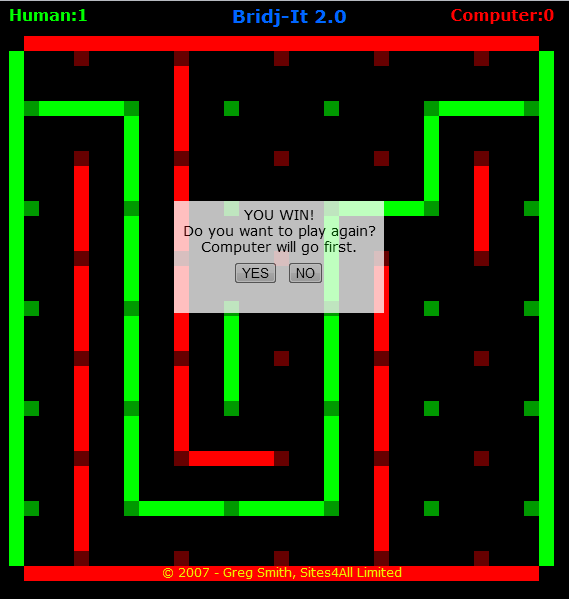 Human:1
Bridj-It 2.0
Computer:0
YOU WIN!
Do you want to play again?
Computer will go first.
YES
NO
© 2007 - Greg Smith, Sites4All Limited